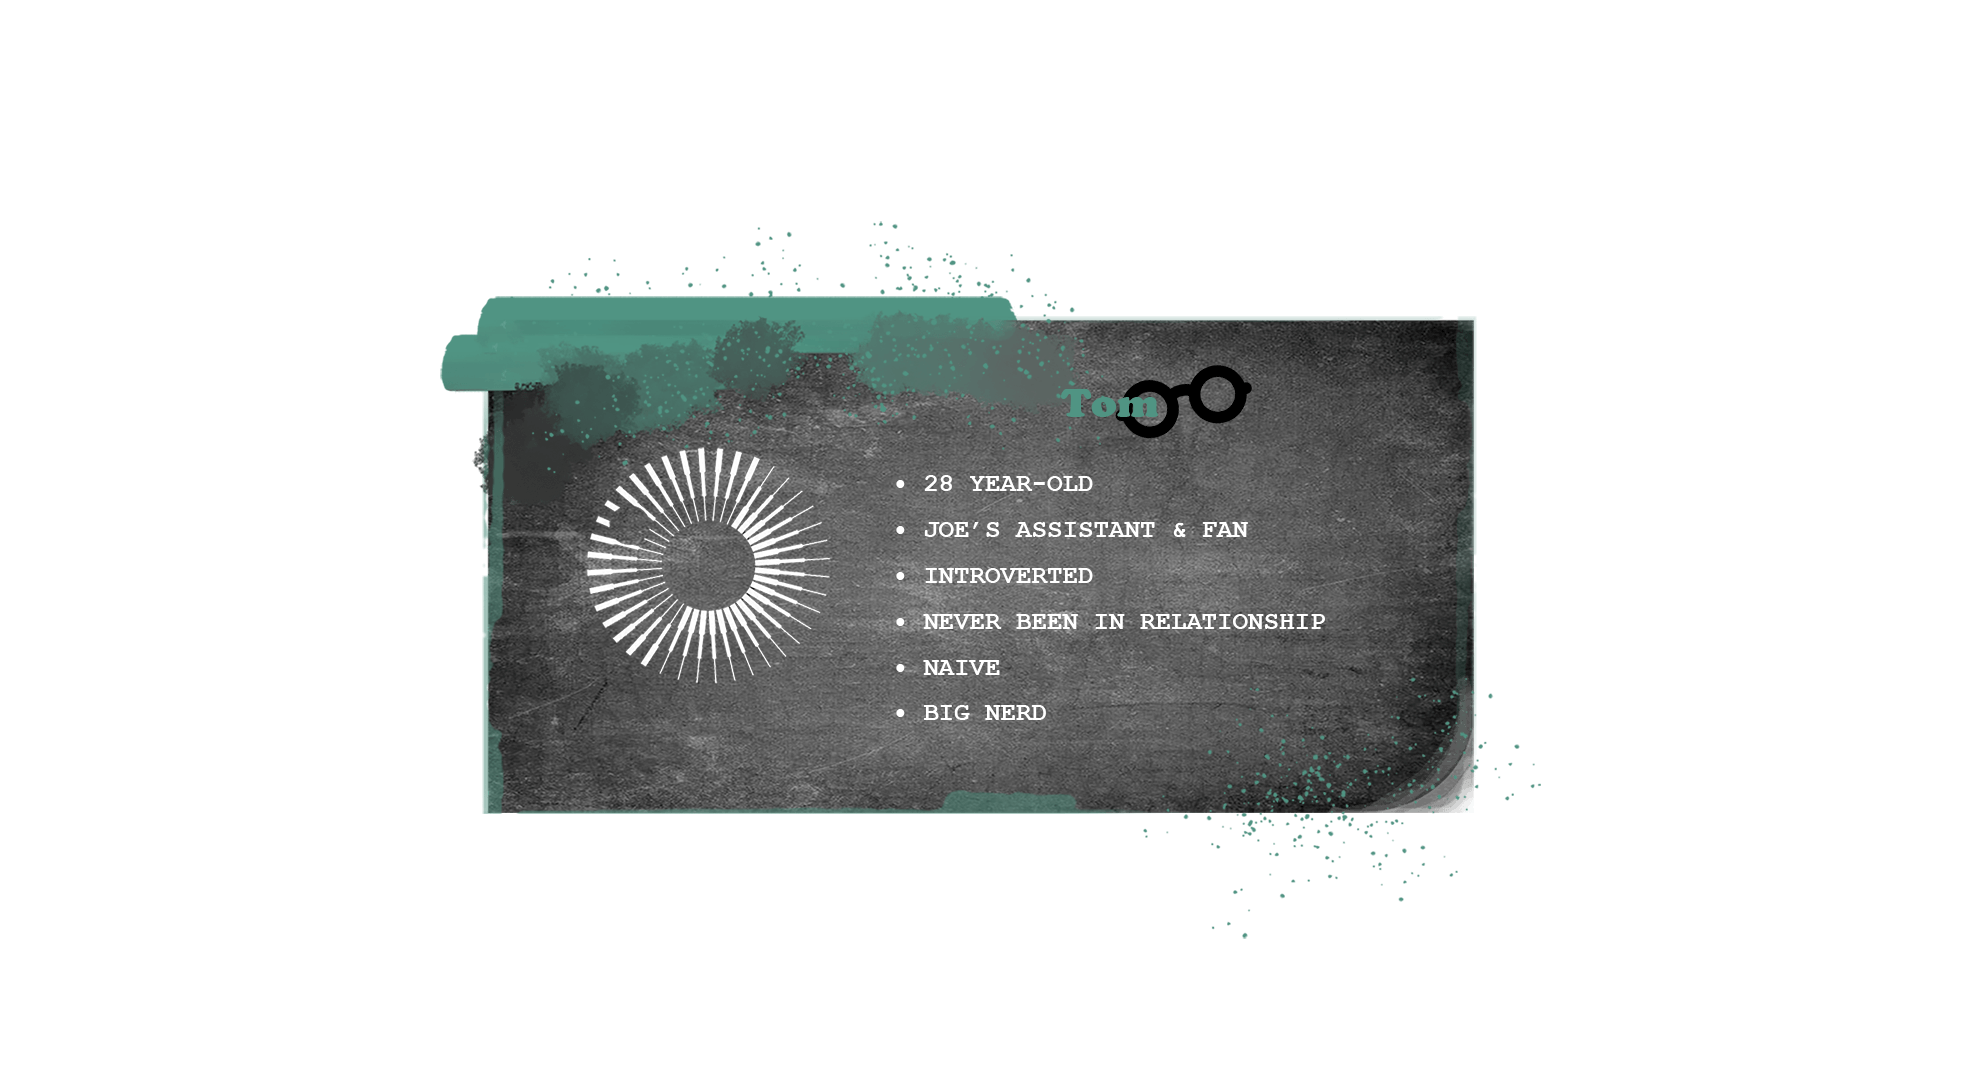 Tom
• 28 YEAR-OLD
• JOE’S ASSISTANT & FAN
• INTROVERTED
• NEVER BEEN IN RELATIONSHIP
• NAIVE
• BIG NERD